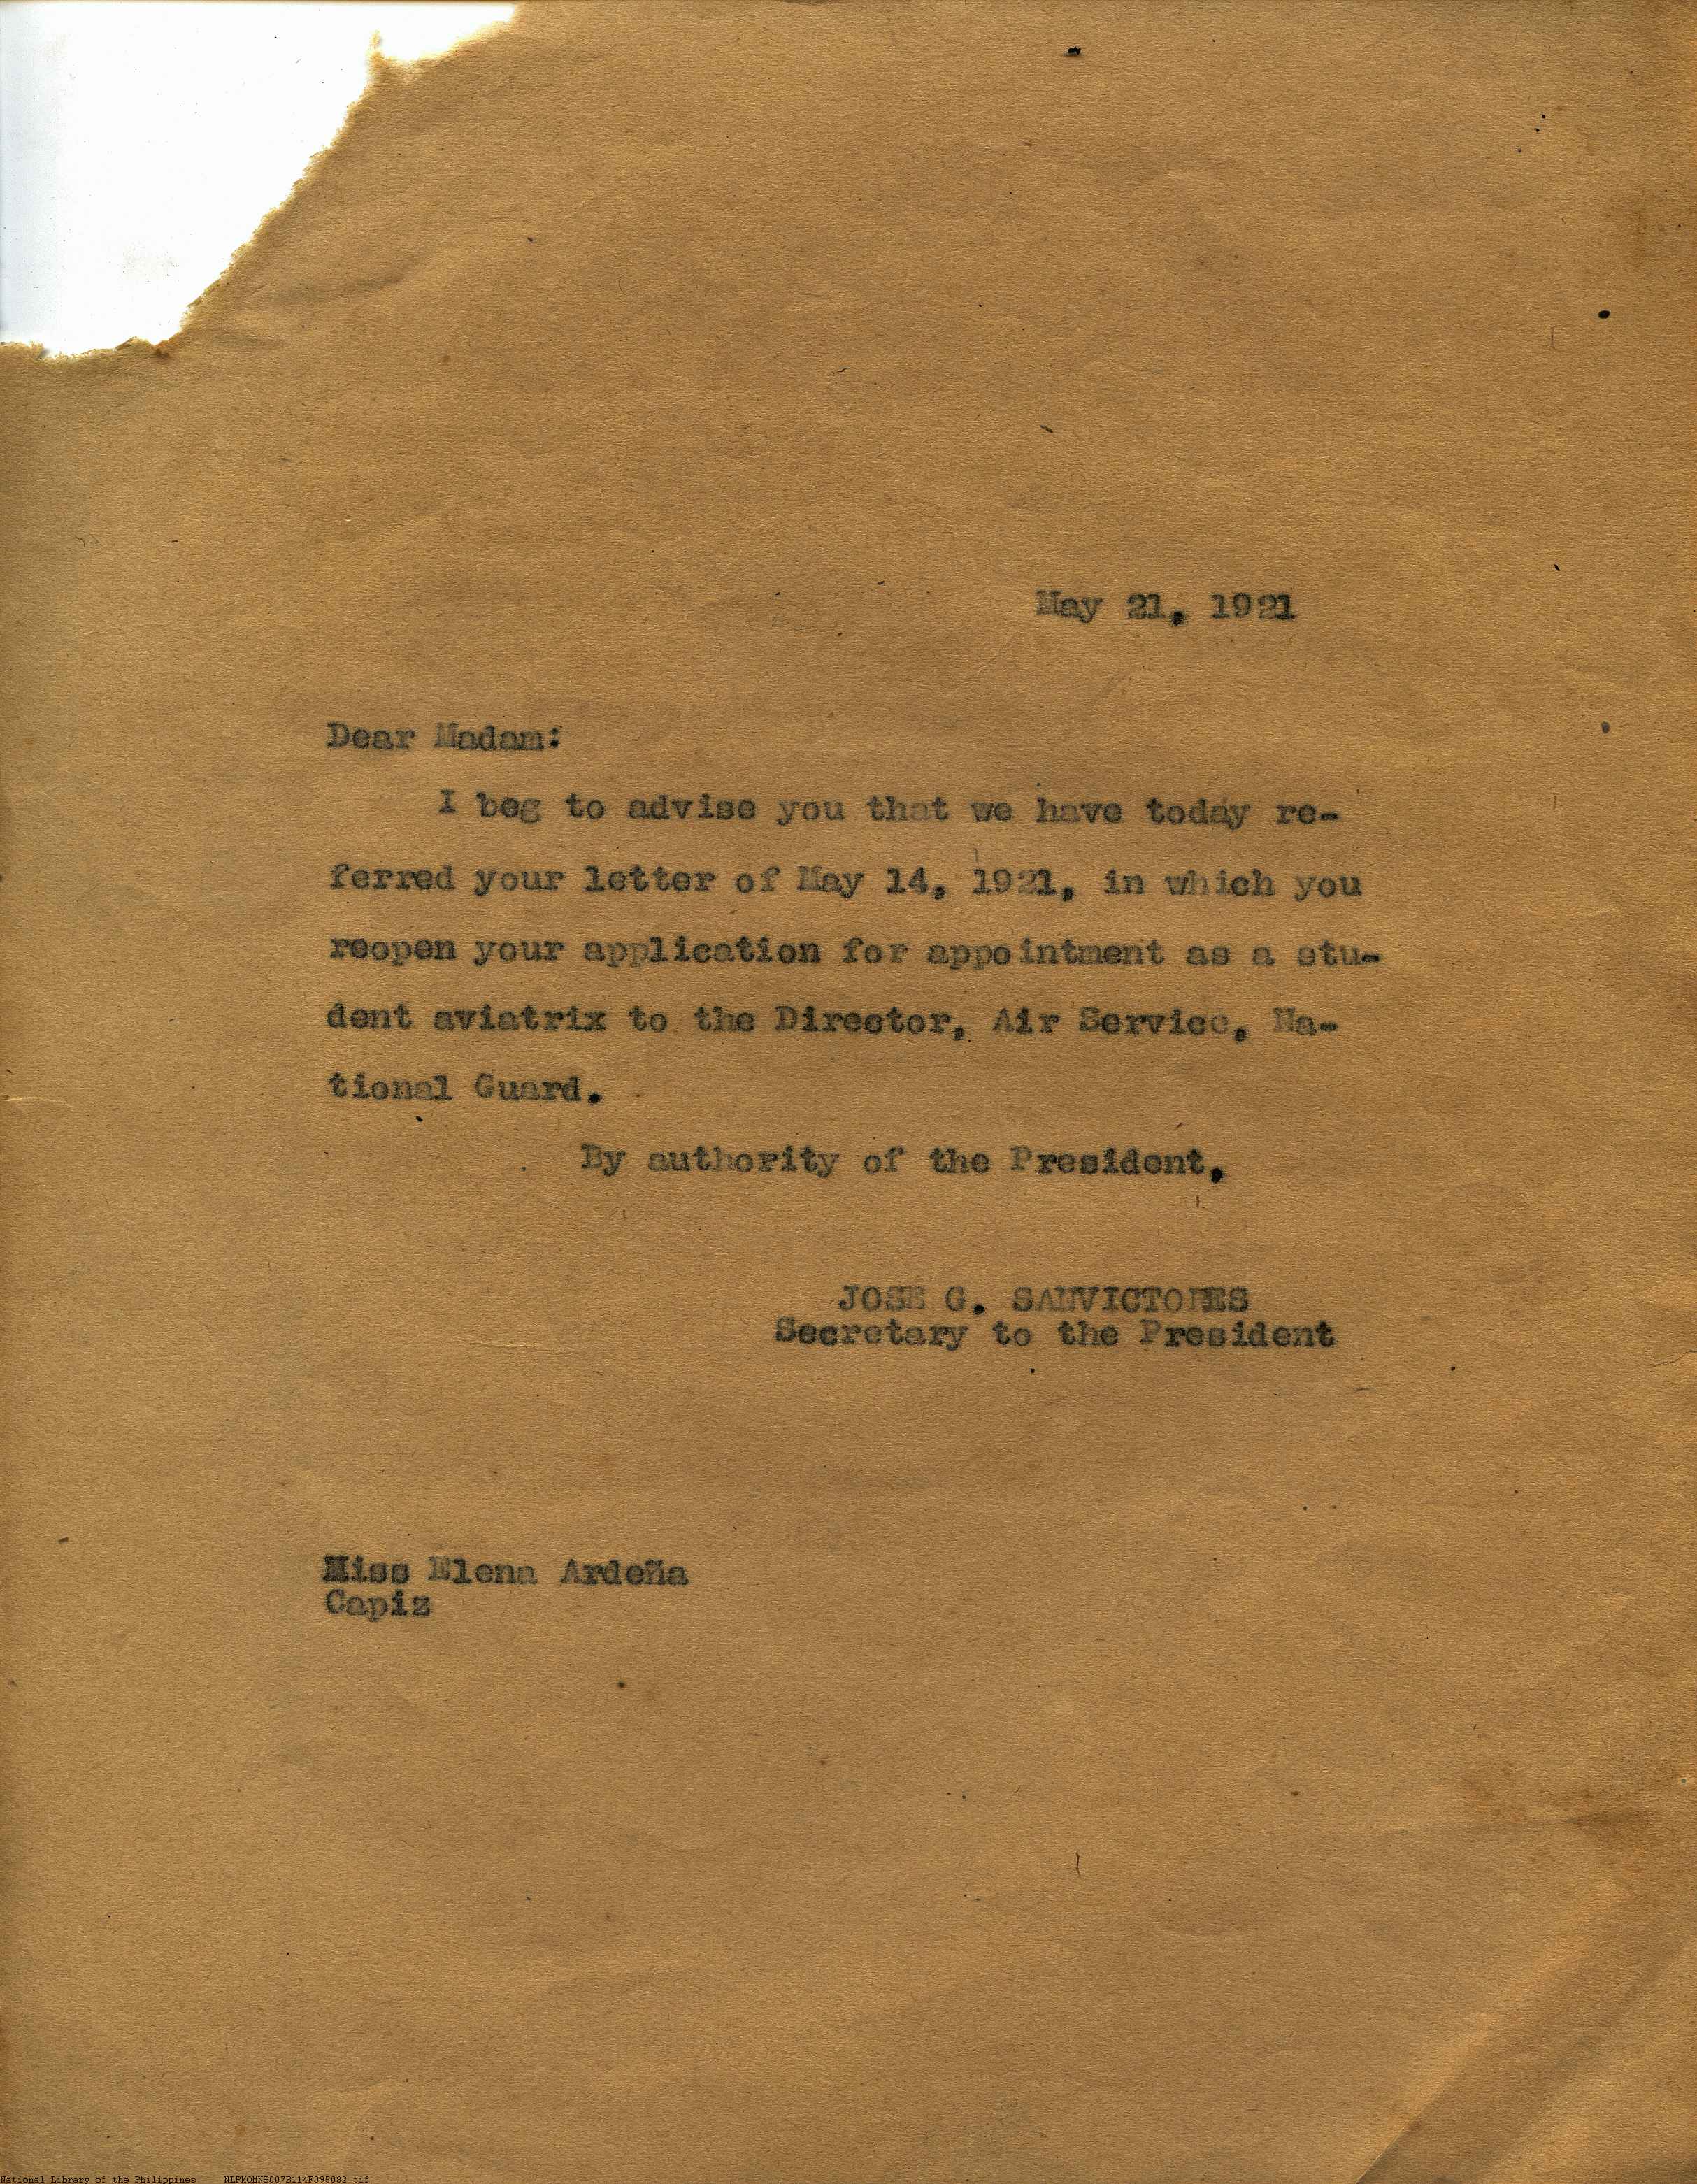 May 21, 1921
Dear Madam:
I beg to advise you that we have today re-
ferred your letter of May 14, 1921, in which you
reopen your application for appointment as a stu-
dent aviatrix to the Director, Air Service, Na-
tional Guard.
By authority of the President,
JOSE G. SANVICTORES
Secretary to the President
Miss Elena Ardeña
Capiz
National Library of the Philippines NLPMQMNS007B114F095082.tif